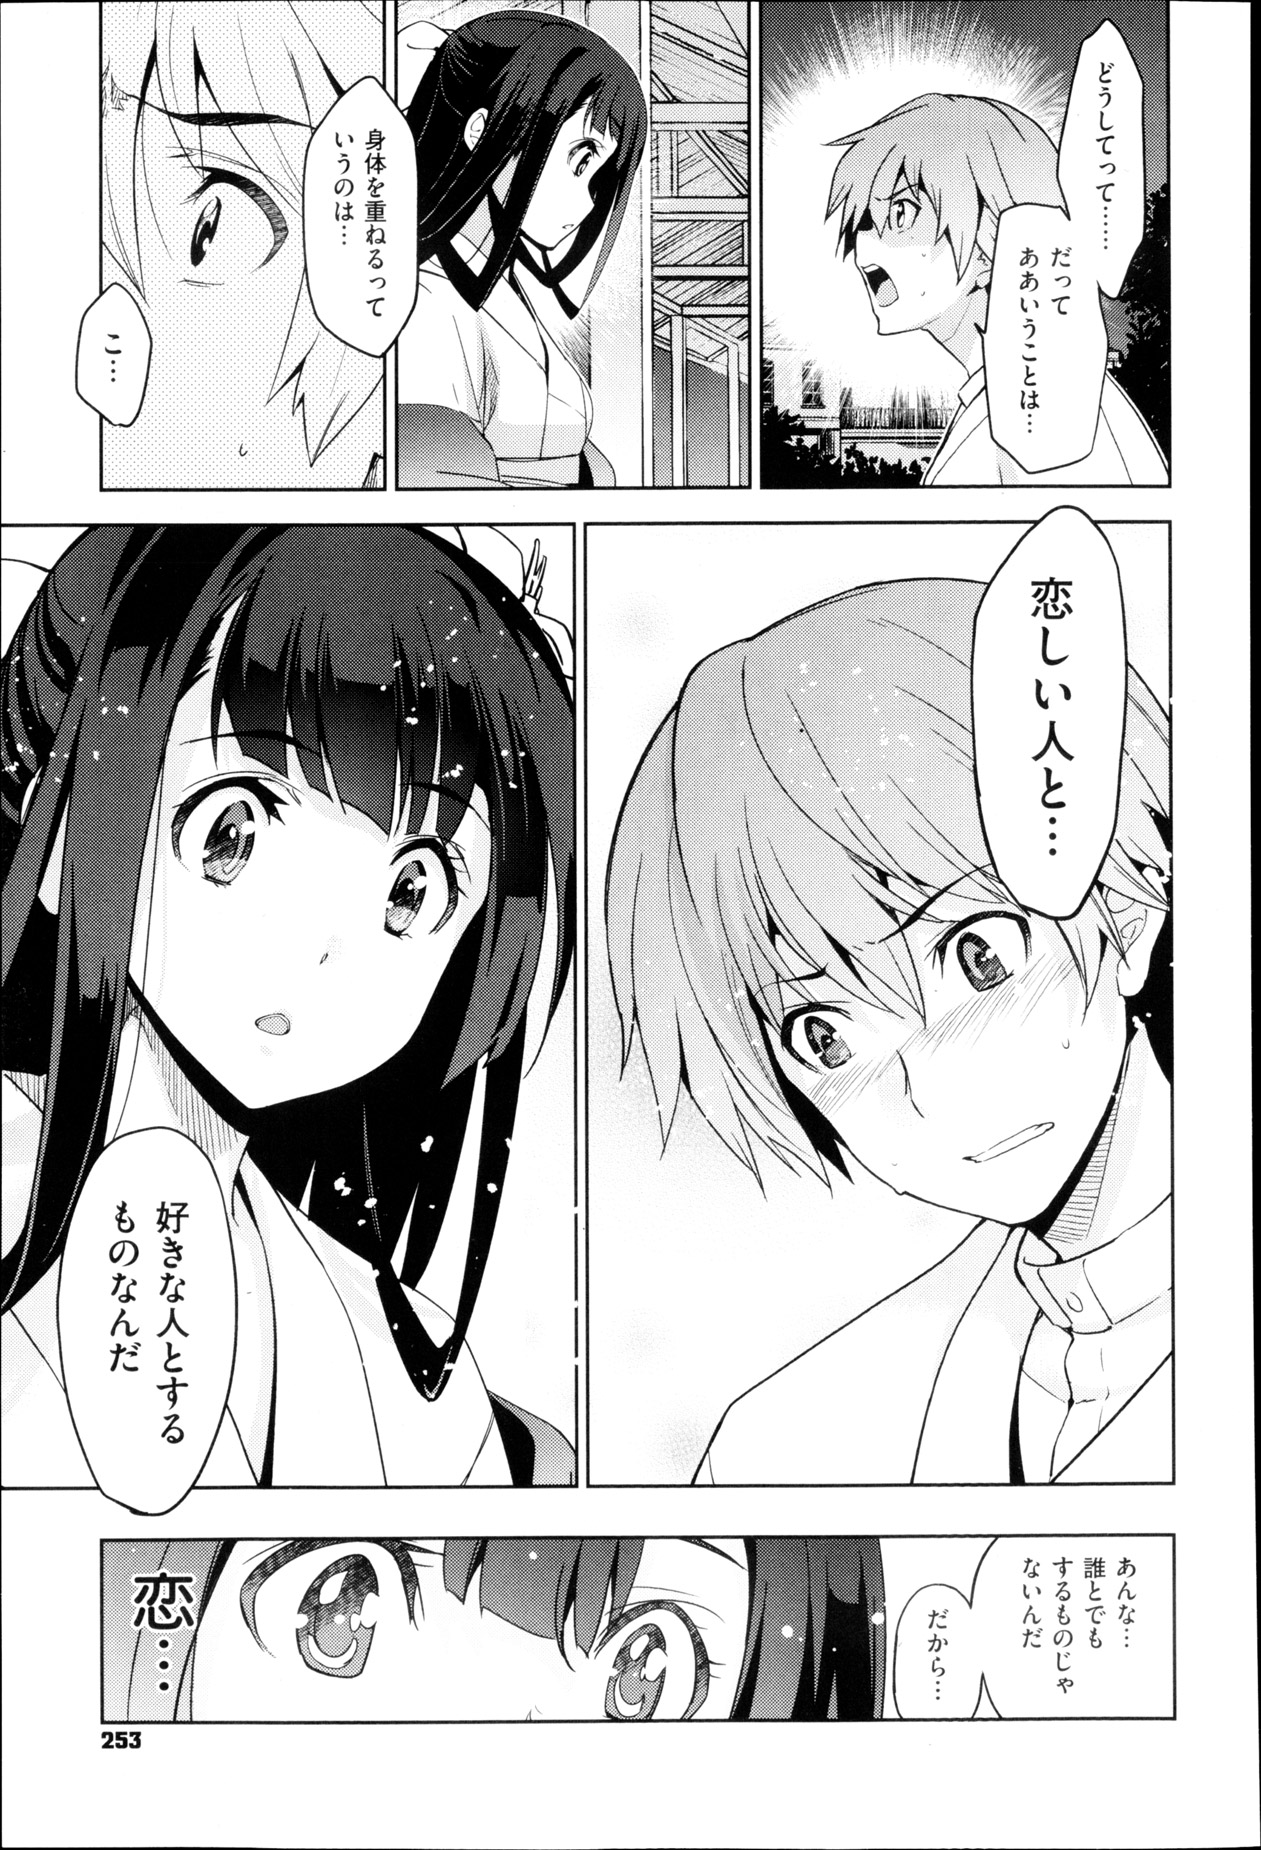 どうしてって……
だって
ああいうことは…
身体を重ねるって
いうのは…
こ…
恋しい人と…
好きな人とする
ものなんだ
あんな…
誰とでも
するものじゃ
ないんだ
だから…
恋……
253